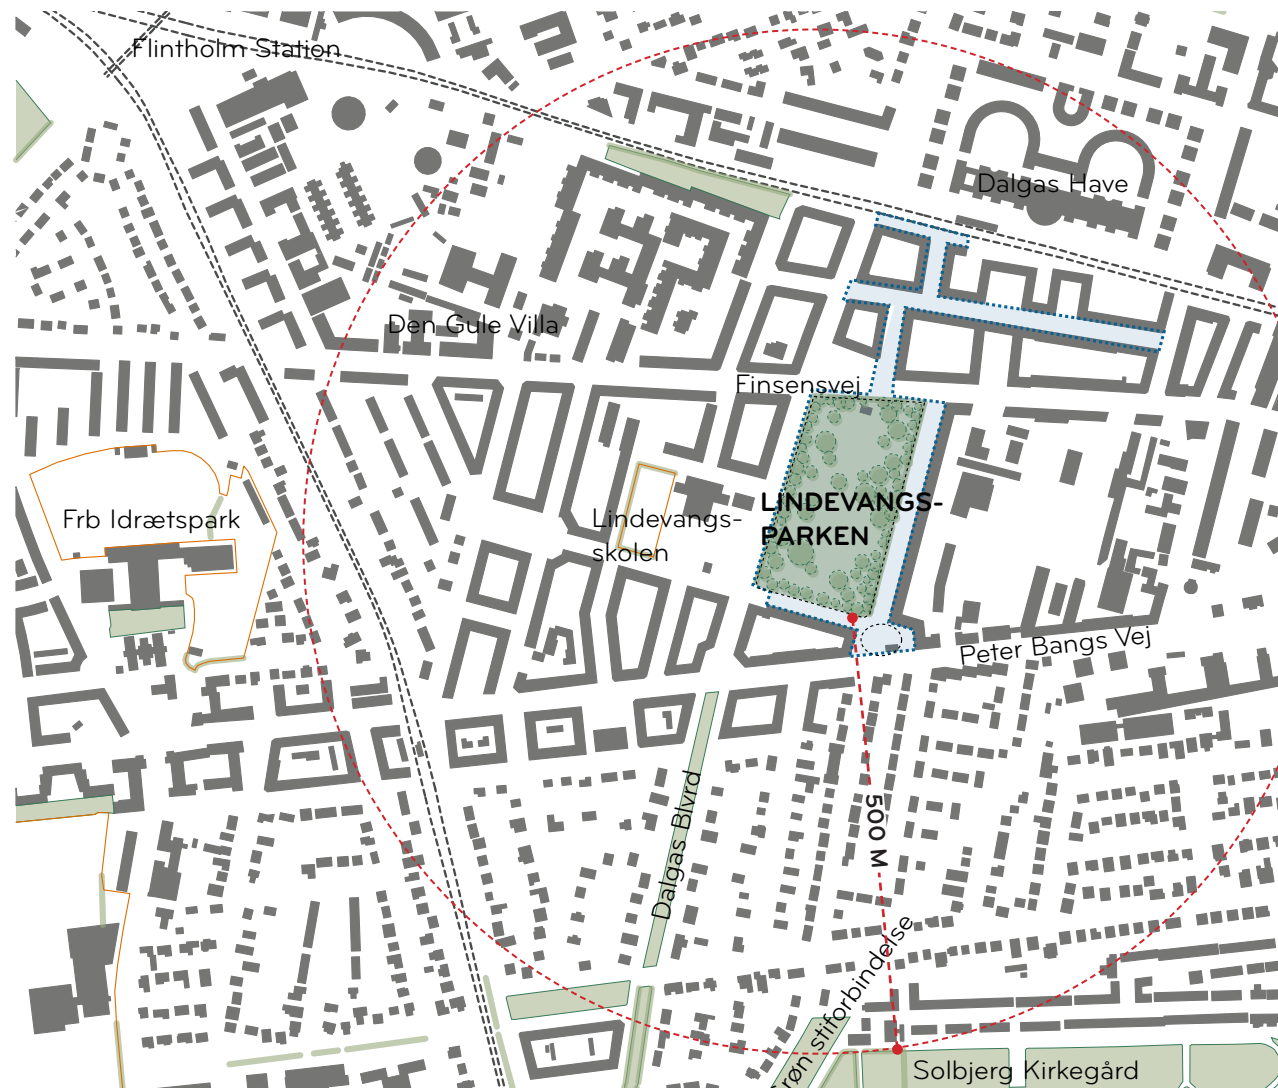 Flintholm Station
Dalgas Have
Den Gule Villa
Finsensvej
LINDEVANGS-
PARKEN
Frb Idrætspark
Lindevangs-
skolen
Peter Bangs Vej
Dalgas Blvrd
500 M
røn stiforbindelse
Solbjerg Kirkegård